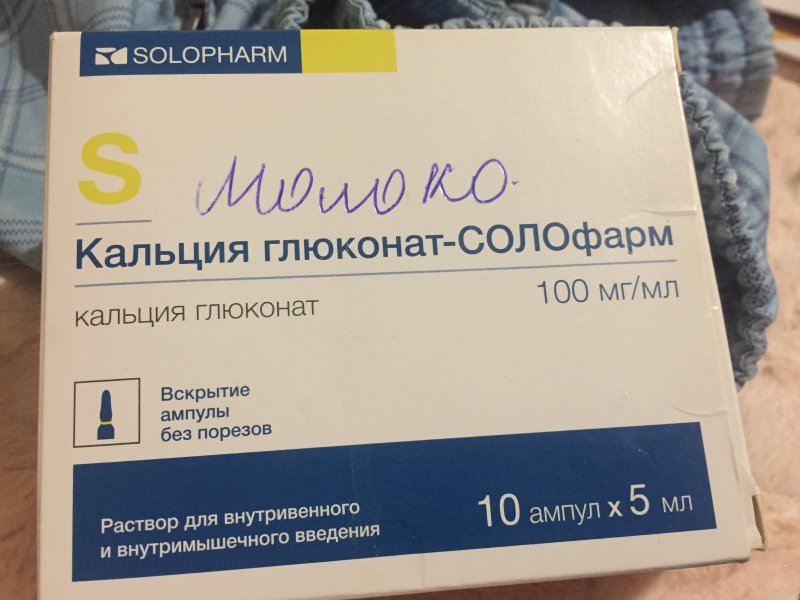 SOLOPHARM
S
Молоко.
Кальция глюконат-СОЛОфарм
кальция глюконат
100 мг/мл
Вскрытие
ампулы
без порезов
Раствор для внутривенного
и внутримышечного введения
10 ампул x 5 мл